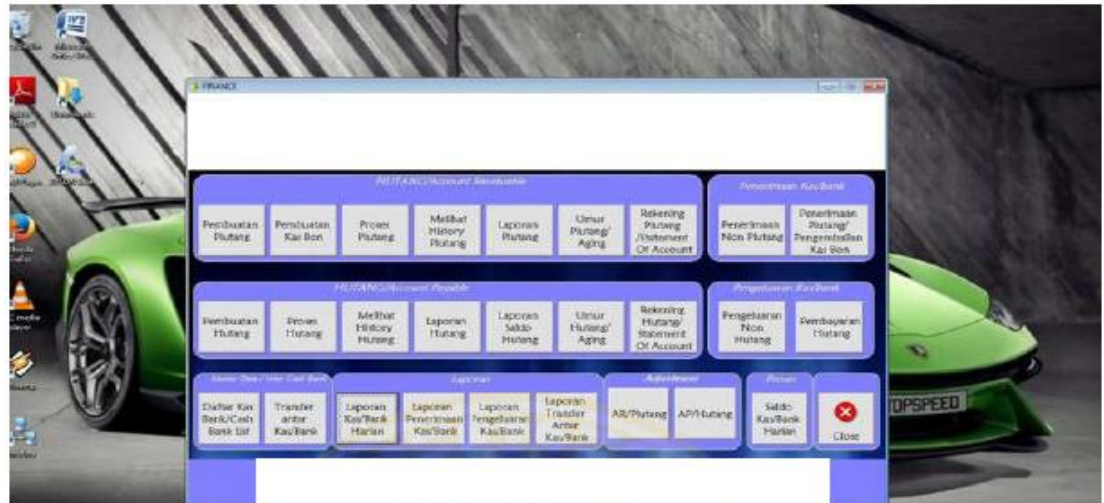 FINANCE
PIUTANG/Account Receivable
Penerimaan Kas/Bank
Pembuatan
Piutang
Pembuatan
Kas Bon
Proses
Piutang
Melihat
History
Piutang
Laporan
Piutang
Umur
Piutang/
Aging
Rekening
Piutang
/Statement
Of Account
Penerimaan
Non Piutang
Penerimaan
Piutang/
Pengembalian
Kas Bon
HUTANG/Account Payable
Pengeluaran Kas/Bank
Pembuatan
Hutang
Proses
Hutang
Melihat
History
Hutang
Laporan
Hutang
Laporan
Saldo
Hutang
Umur
Hutang/
Aging
Rekening
Hutang/
Statement
Of Account
Pengeluaran
Non
Hutang
Pembayaran
Hutang
Laporan
Adjustment
Proses
Daftar Kas
Bank/Cash
Bank List
Transfer
antar
Kas/Bank
Laporan
Kas/Bank
Harian
Laporan
Penerimaan
Kas/Bank
Laporan
Pengeluaran
Kas/Bank
Laporan
Transfer
Antar
Kas/Bank
AR/Piutang
AP/Hutang
Saldo
Kas/Bank
Harian
Close
TOPSPEED